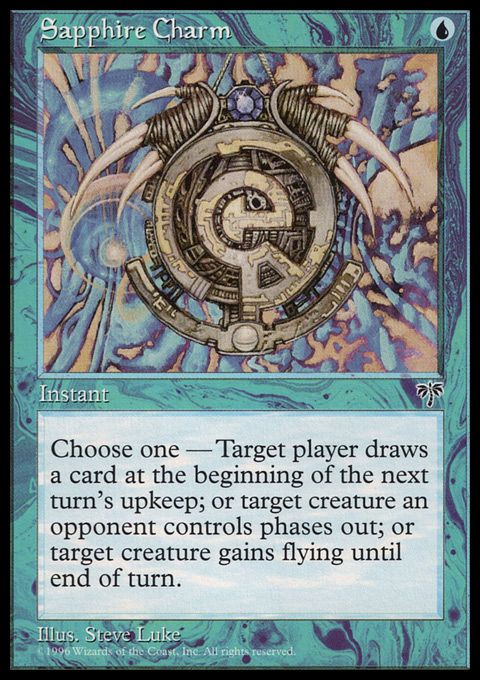 Sapphire Charm
Instant
Choose one — Target player draws
a card at the beginning of the next
turn's upkeep; or target creature an
opponent controls phases out; or
target creature gains flying until
end of turn.
Illus. Steve Luke
©1996 Wizards of the Coast, Inc. All rights reserved.